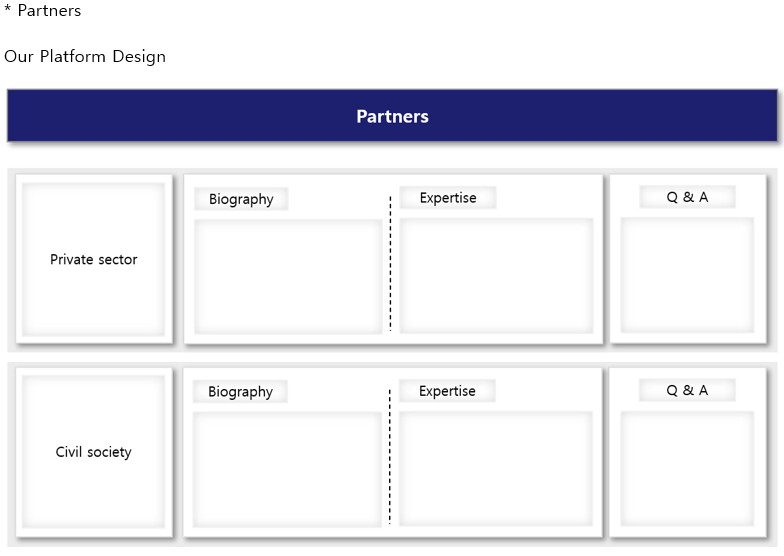 * Partners
Our Platform Design
Partners
Private sector
Biography
Expertise
Q & A
Civil society
Biography
Expertise
Q & A